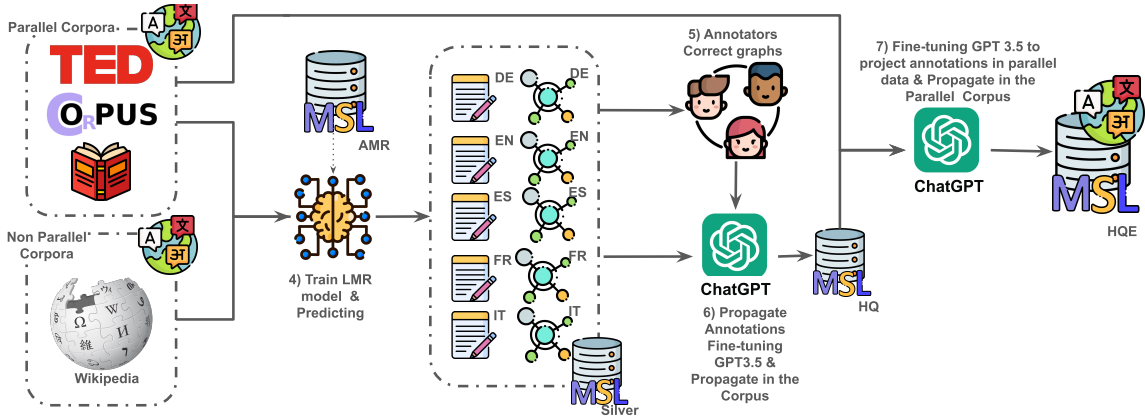 Parallel Corpora
A
文
अ
TED
CORPUS
Non Parallel
Corpora
A
文
अ
Ω
W
И
維
Wikipedia
MSL
AMR
4) Train LMR
model &
Predicting
DE
DE
EN
EN
ES
ES
FR
FR
IT
IT
MSL
Silver
5) Annotators
Correct graphs
ChatGPT
6) Propagate
Annotations
Fine-tuning
GPT3.5 &
Propagate in the
Corpus
MSL
HQ
7) Fine-tuning GPT 3.5 to
project annotations in parallel
data & Propagate in the
Parallel Corpus
ChatGPT
A
文
अ
MSL
HQE